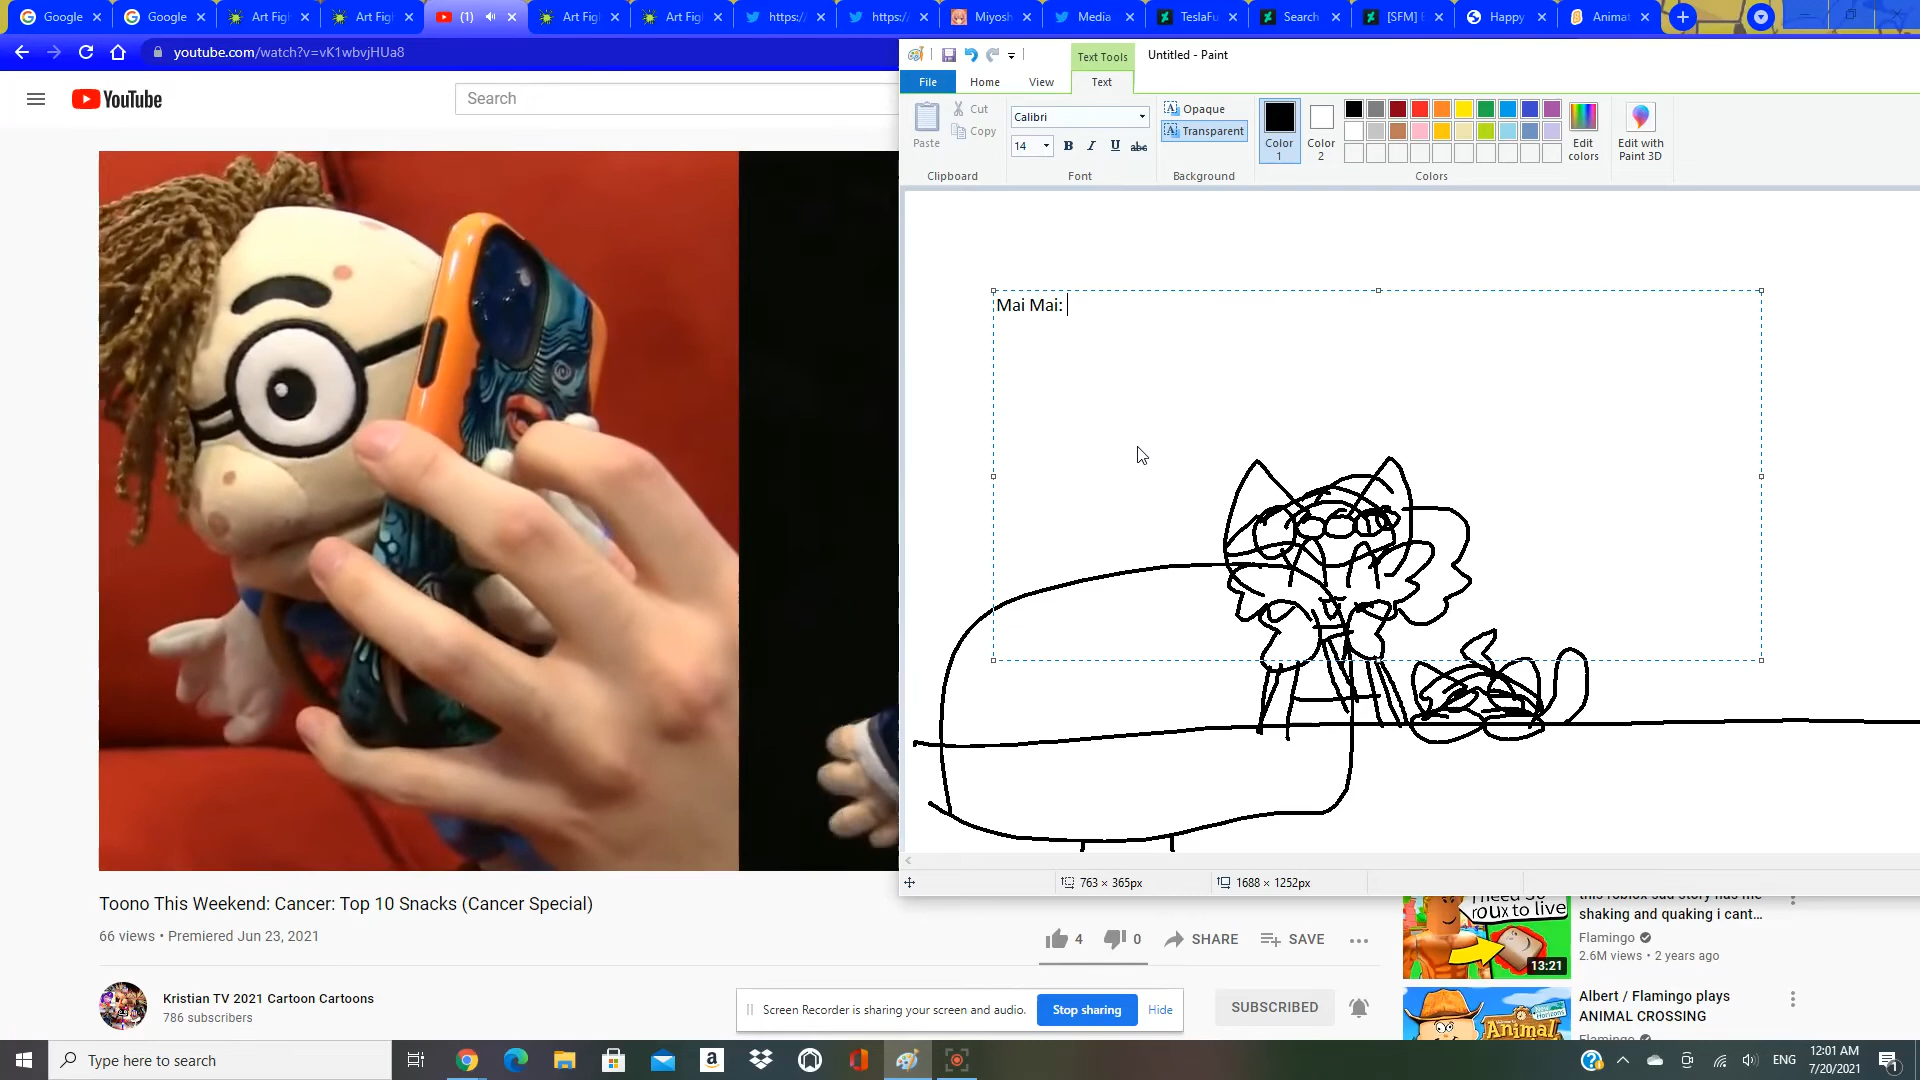 Google
Google
Art Figh
Art Figh
(1)
Art Figh
Art Figh
https:/
https:/
Miyosh
Media
TeslaFu
Search
[SFM] E
Happy
Animat
youtube.com/watch?v=vK1wbvjHUa8
YouTube
Search
Text Tools
Untitled - Paint
File
Home
View
Text
Paste
Cut
Copy
Clipboard
Calibri
14
B I U abc
Font
Opaque
Transparent
Background
Color 1
Color 2
Edit colors
Colors
Edit with Paint 3D
Mai Mai:
763 × 365px
1688 × 1252px
Toono This Weekend: Cancer: Top 10 Snacks (Cancer Special)
66 views • Premiered Jun 23, 2021
4
0
SHARE
SAVE
Kristian TV 2021 Cartoon Cartoons
786 subscribers
SUBSCRIBED
Screen Recorder is sharing your screen and audio.
Stop sharing
Hide
roux to live
13:21
shaking and quaking i cant...
Flamingo
2.6M views • 2 years ago
Animal
Albert / Flamingo plays
ANIMAL CROSSING
Type here to search
ENG
12:01 AM
7/20/2021
1